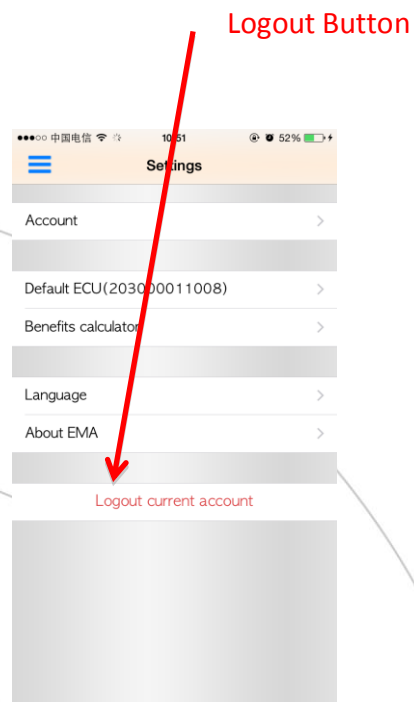 Logout Button
中国电信 10:51 52%
Settings
Account
Default ECU(203000011008)
Benefits calculator
Language
About EMA
Logout current account